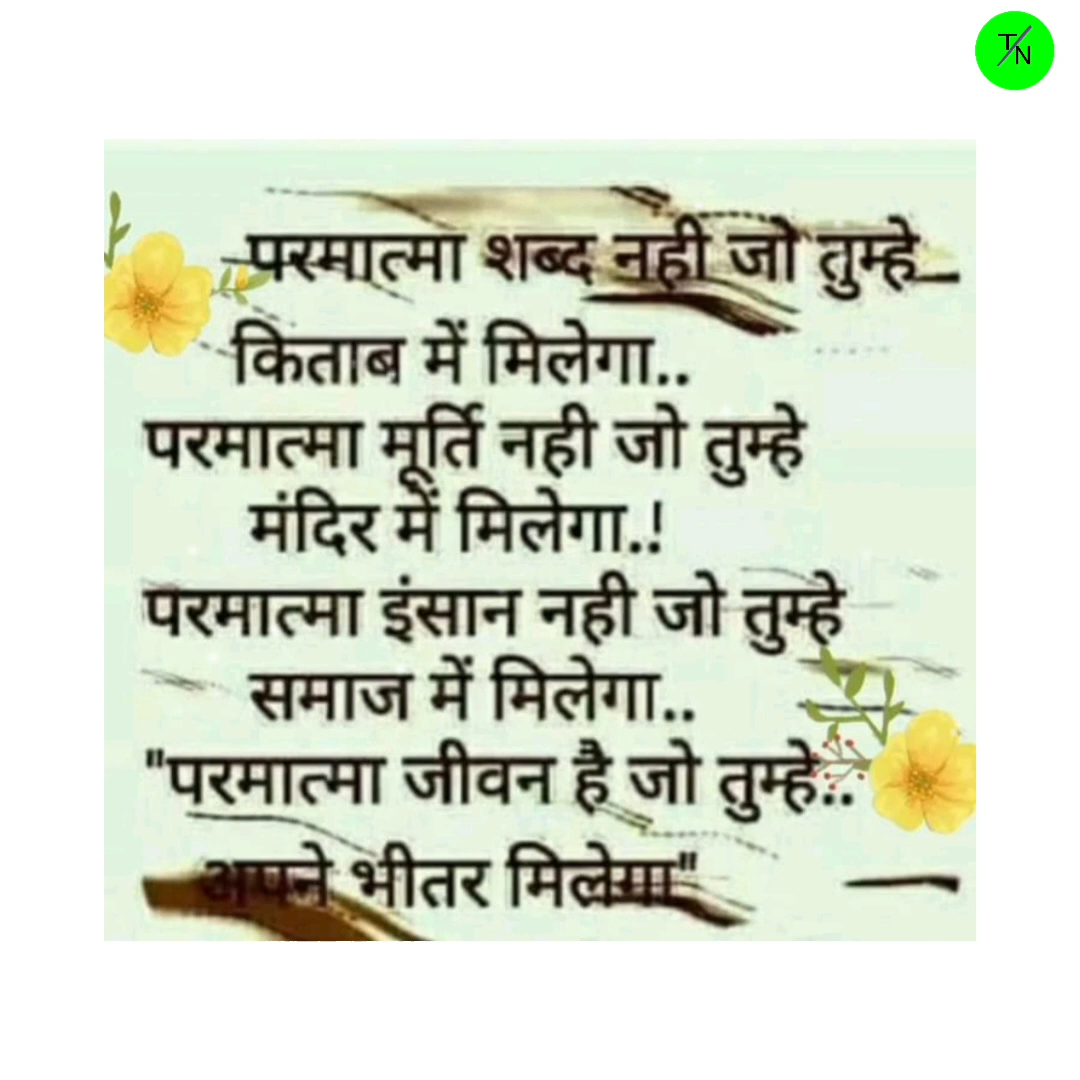 T/N
परमात्मा शब्द नही जो तुम्हे
किताब में मिलेगा..
परमात्मा मूर्ति नही जो तुम्हे
मंदिर में मिलेगा.!
परमात्मा इंसान नही जो तुम्हे
समाज में मिलेगा..
"परमात्मा जीवन है जो तुम्हे..
अपने भीतर मिलेगा"